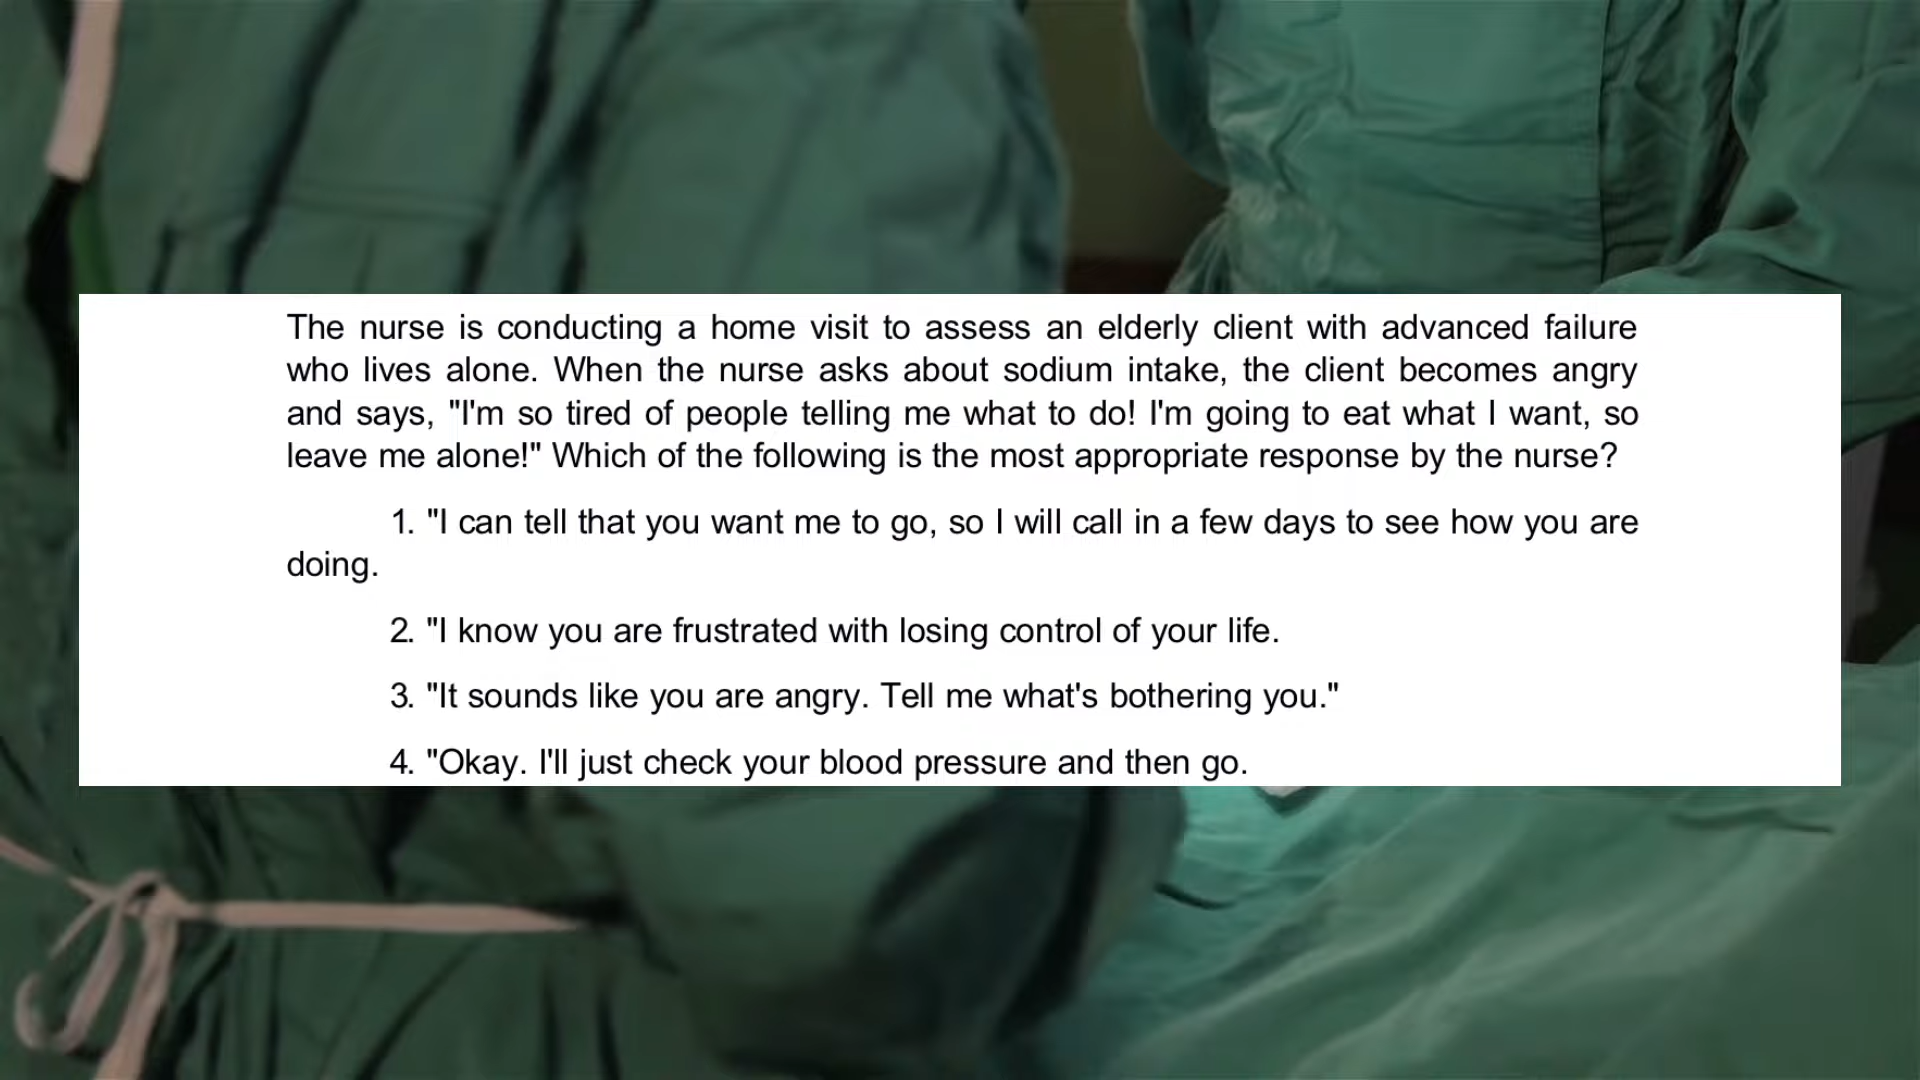 The nurse is conducting a home visit to assess an elderly client with advanced failure
who lives alone. When the nurse asks about sodium intake, the client becomes angry
and says, "I'm so tired of people telling me what to do! I'm going to eat what I want, so
leave me alone!" Which of the following is the most appropriate response by the nurse?
1. "I can tell that you want me to go, so I will call in a few days to see how you are
doing.
2. "I know you are frustrated with losing control of your life.
3. "It sounds like you are angry. Tell me what's bothering you."
4. "Okay. I'll just check your blood pressure and then go.